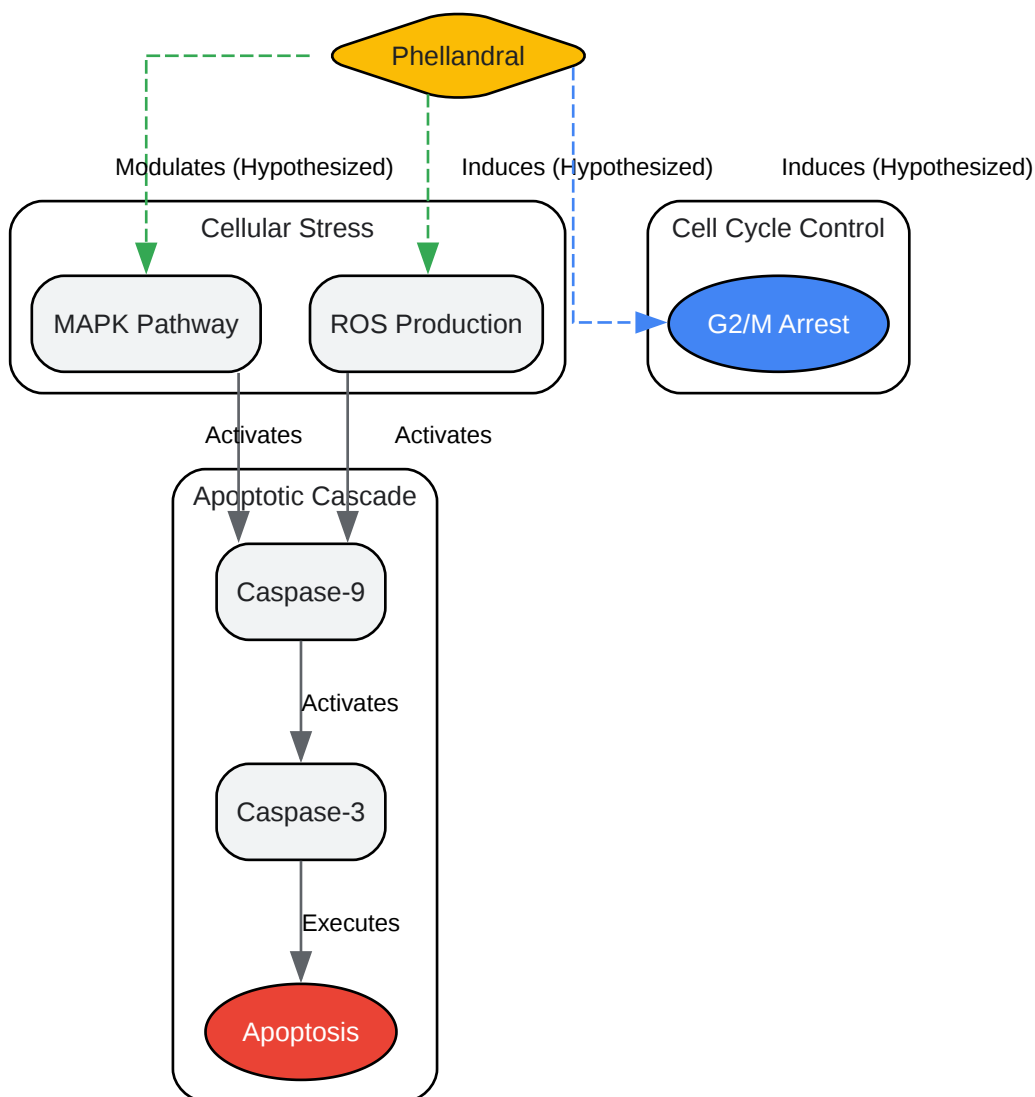 Phellandral
Modulates (Hypothesized)
Induces (Hypothesized)
Induces (Hypothesized)
Cellular Stress
Cell Cycle Control
MAPK Pathway
ROS Production
G2/M Arrest
Activates
Activates
Apoptotic Cascade
Caspase-9
Activates
Caspase-3
Executes
Apoptosis